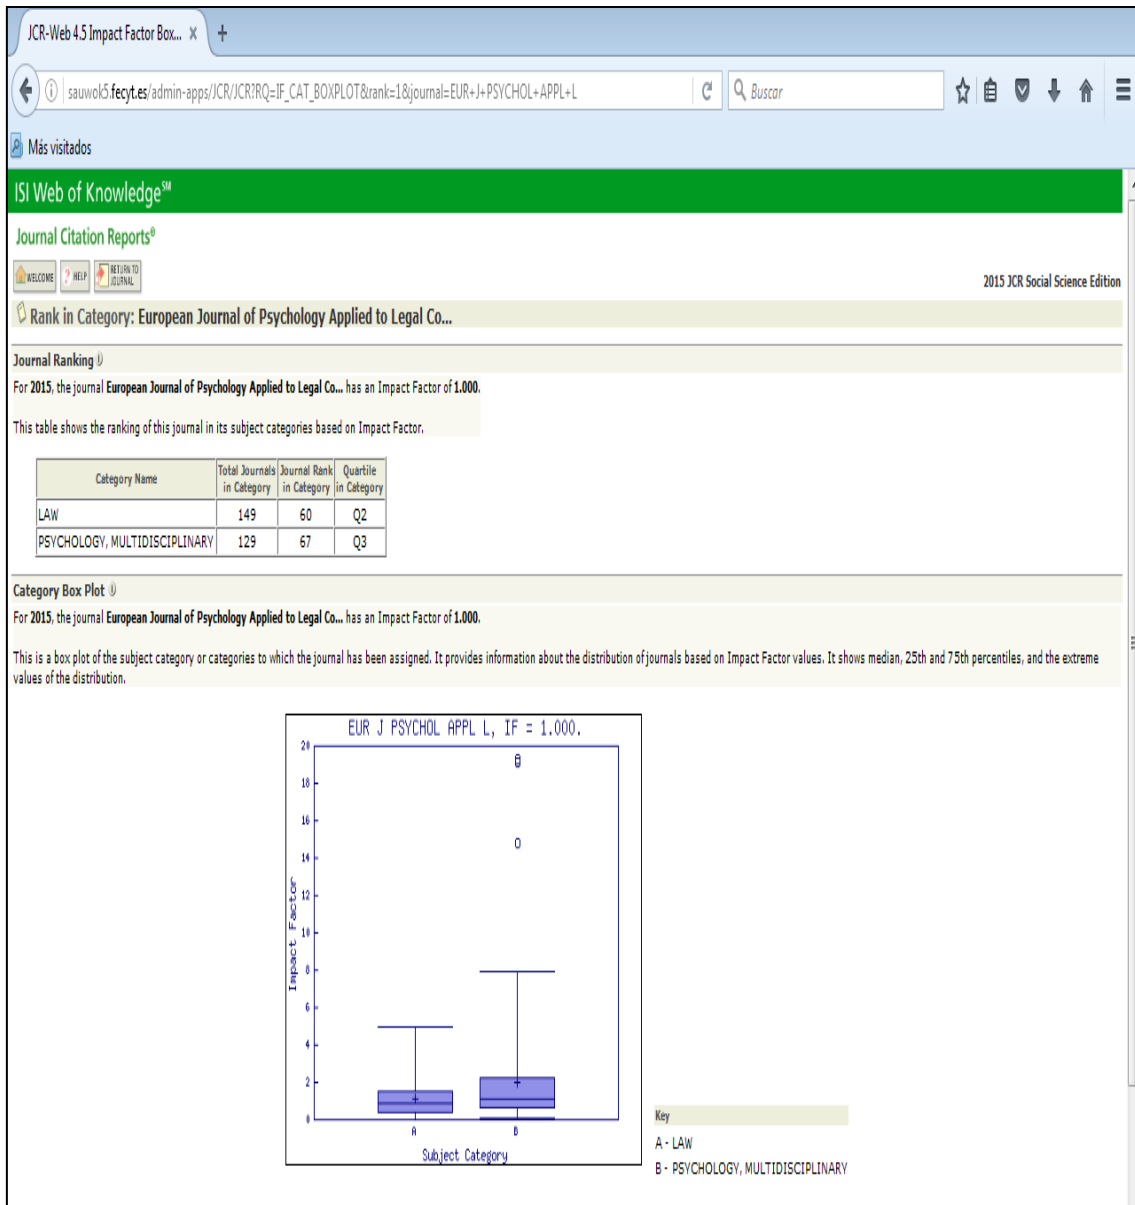 JCR-Web 4.5 Impact Factor Box... × +
sauwok5.fecyt.es/admin-apps/JCR/JCR?RQ=IF_CAT_BOXPLOT&rank=1&journal=EUR+J+PSYCHOL+APPL+L
Buscar
Más visitados
ISI Web of Knowledge℠
Journal Citation Reports®
WELCOME ? HELP RETURN TO JOURNAL
2015 JCR Social Science Edition
Rank in Category: European Journal of Psychology Applied to Legal Co...
Journal Ranking
For 2015, the journal European Journal of Psychology Applied to Legal Co... has an Impact Factor of 1.000.
This table shows the ranking of this journal in its subject categories based on Impact Factor.
Category Name Total Journals in Category Journal Rank in Category Quartile in Category
LAW 149 60 Q2
PSYCHOLOGY, MULTIDISCIPLINARY 129 67 Q3
Category Box Plot
For 2015, the journal European Journal of Psychology Applied to Legal Co... has an Impact Factor of 1.000.
This is a box plot of the subject category or categories to which the journal has been assigned. It provides information about the distribution of journals based on Impact Factor values. It shows median, 25th and 75th percentiles, and the extreme
values of the distribution.
EUR J PSYCHOL APPL L, IF = 1.000.
20
18
16
14
12
10
8
6
4
2
0
Impact Factor
A B
Subject Category
Key
A - LAW
B - PSYCHOLOGY, MULTIDISCIPLINARY